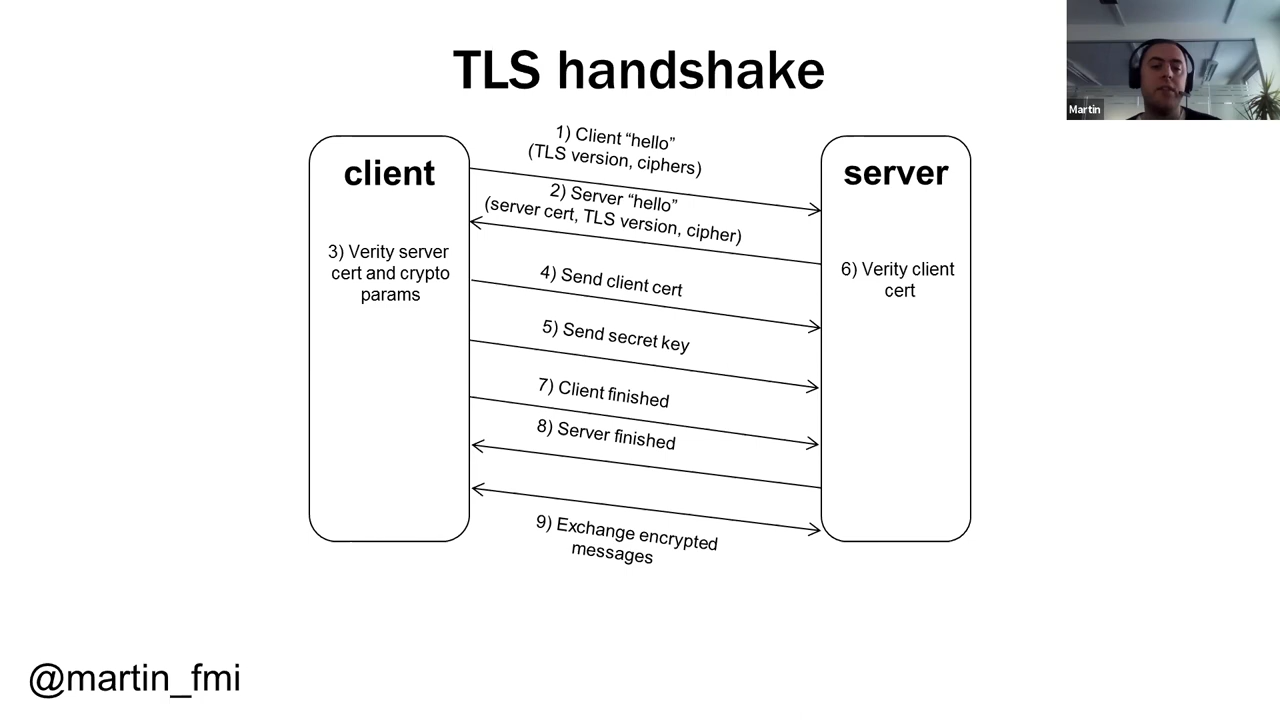 TLS handshake
Martin
client
server
1) Client “hello”
(TLS version, ciphers)
2) Server “hello”
(server cert, TLS version, cipher)
3) Verity server
cert and crypto
params
4) Send client cert
5) Send secret key
6) Verity client
cert
7) Client finished
8) Server finished
9) Exchange encrypted
messages
@martin_fmi